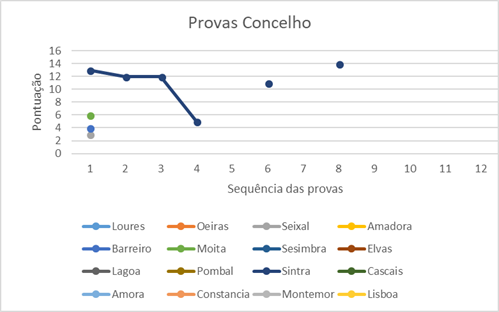 Provas Concelho
16
14
12
10
8
6
4
2
0
Pontuação
1 2 3 4 6 8 9 10 11 12
Sequência das provas
Loures Oeiras Seixal Amadora
Barreiro Moita Sesimbra Elvas
Lagoa Pombal Sintra Cascais
Amora Constancia Montemor Lisboa